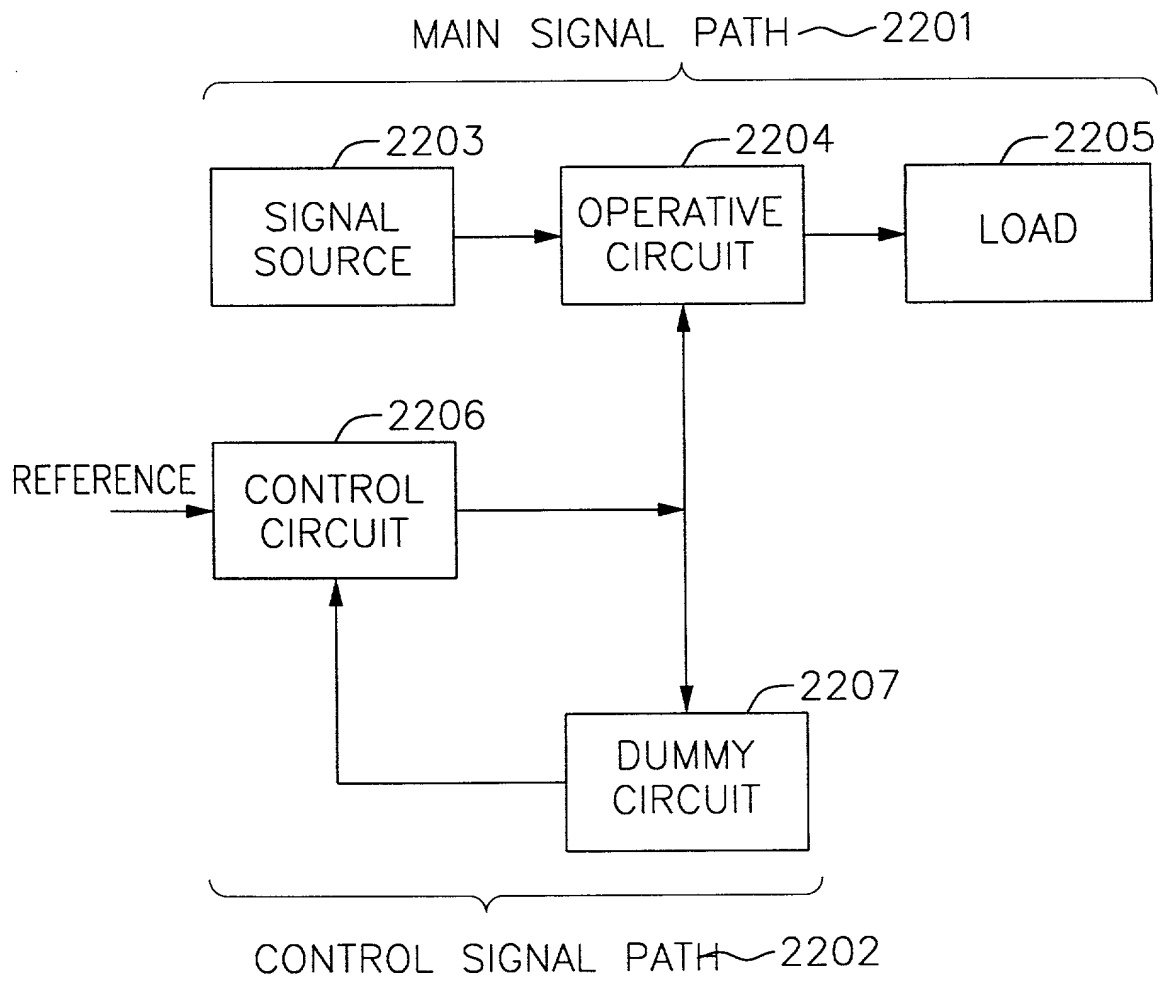 MAIN SIGNAL PATH 2201
2203
2204
2205
SIGNAL
SOURCE
OPERATIVE
CIRCUIT
LOAD
2206
REFERENCE
CONTROL
CIRCUIT
2207
DUMMY
CIRCUIT
CONTROL SIGNAL PATH 2202